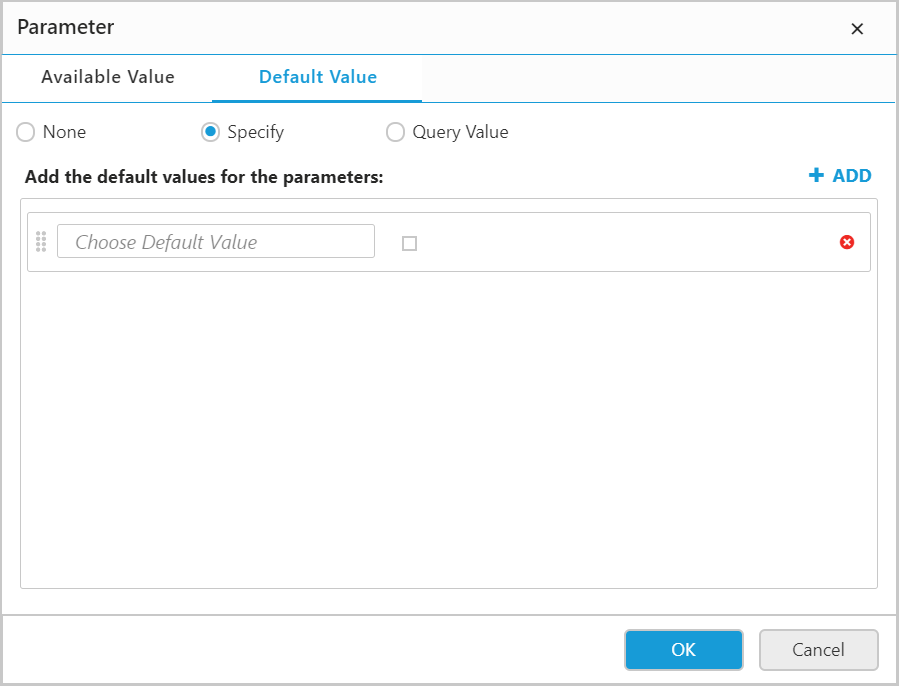 Parameter
Available Value Default Value
None Specify Query Value
Add the default values for the parameters: ADD
Choose Default Value
OK Cancel